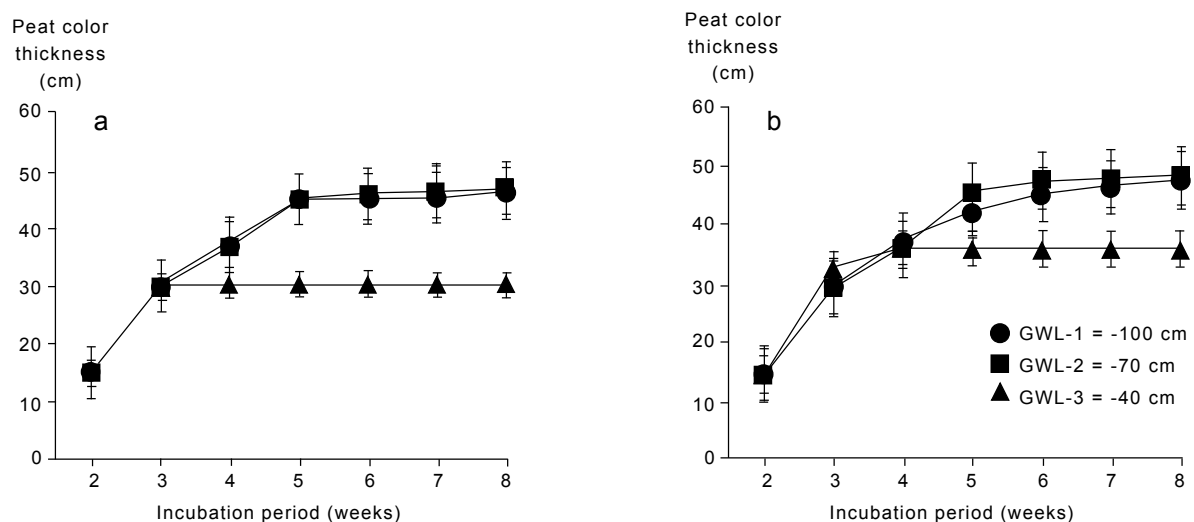 Peat color
thickness
(cm)
60
50
40
30
20
10
0
a
2 3 4 5 6 7 8
Incubation period (weeks)
Peat color
thickness
(cm)
60
50
40
30
20
10
0
b
GWL-1 = -100 cm
GWL-2 = -70 cm
GWL-3 = -40 cm
2 3 4 5 6 7 8
Incubation period (weeks)